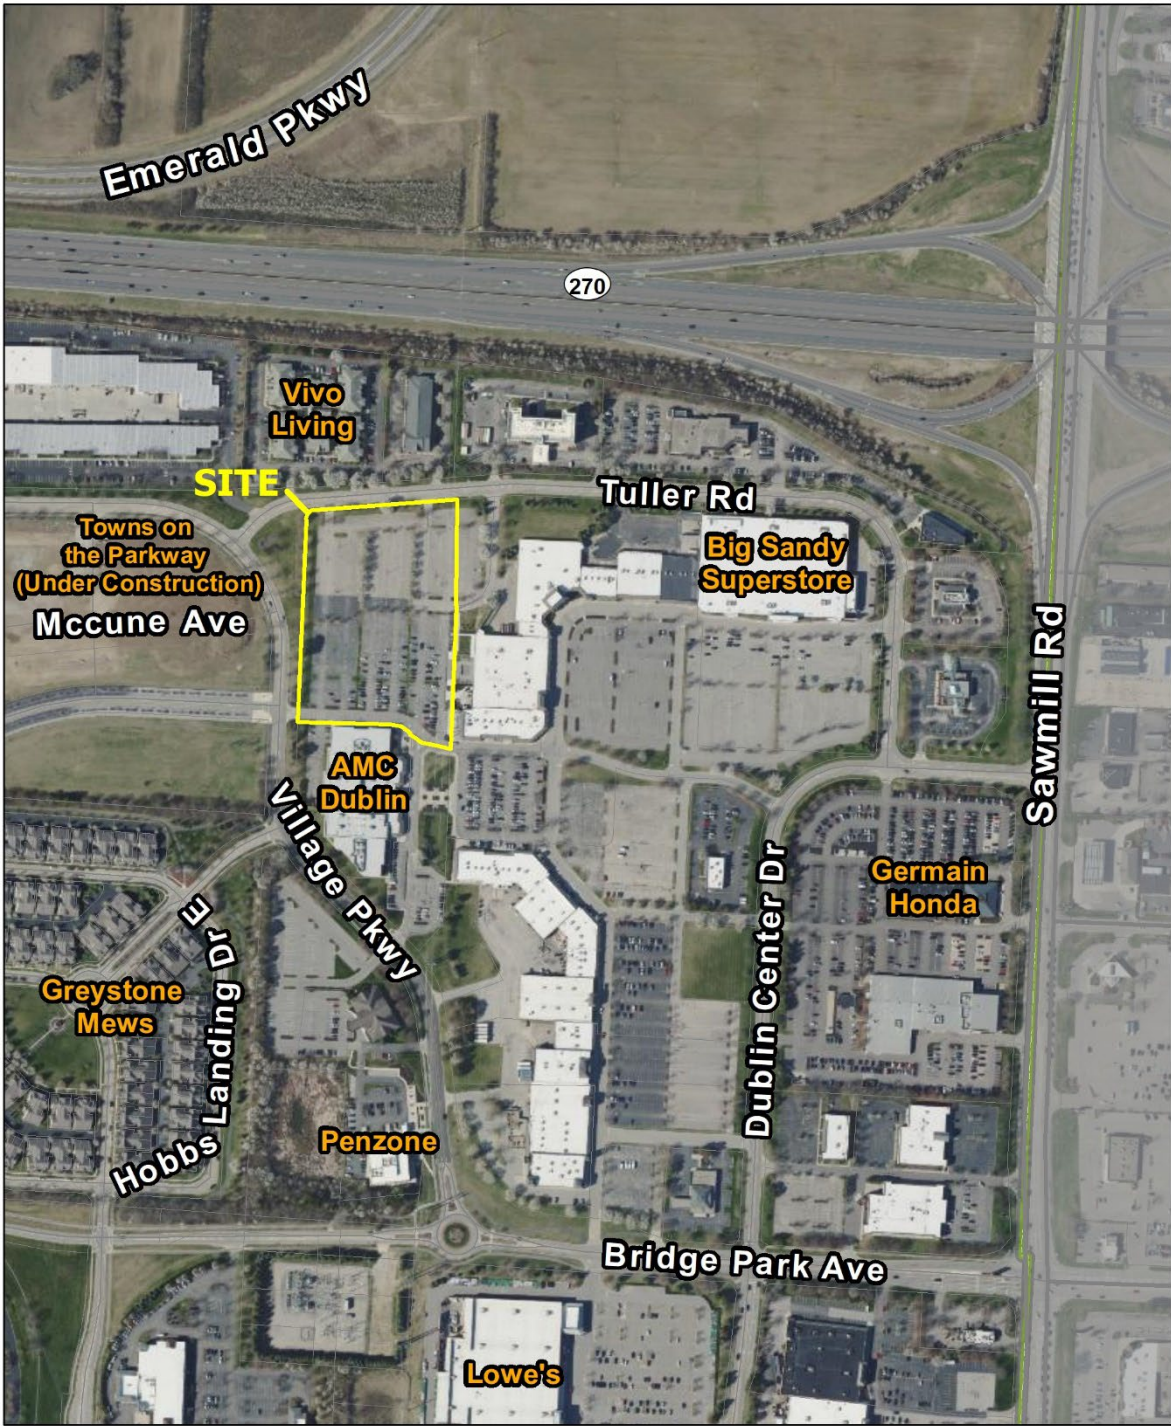 Emerald Pkwy
270
Vivo
Living
SITE
Tuller Rd
Towns on
the Parkway
(Under Construction)
Mccune Ave
Big Sandy
Superstore
Sawmill Rd
AMC
Dublin
Village Pkwy
Germain
Honda
Dublin Center Dr
Greystone
Mews
Hobbs Landing Dr E
Penzone
Bridge Park Ave
Lowe's